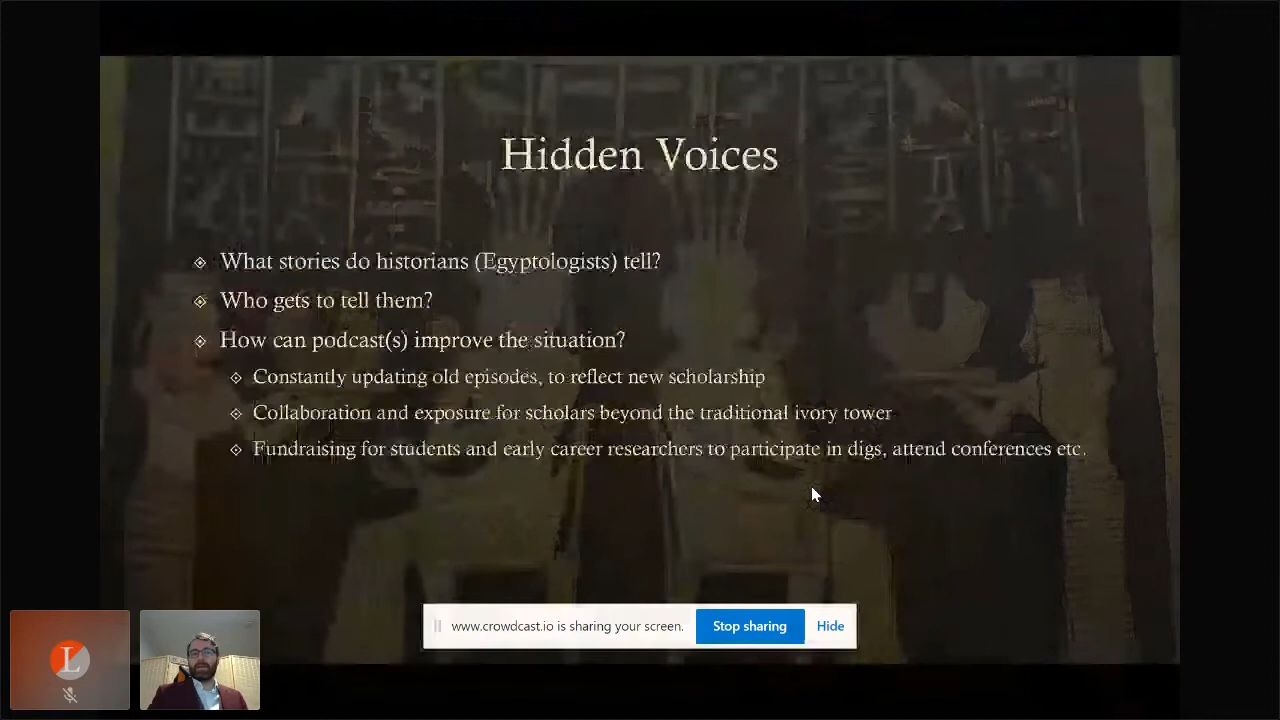 Hidden Voices
What stories do historians (Egyptologists) tell?
Who gets to tell them?
How can podcast(s) improve the situation?
Constantly updating old episodes, to reflect new scholarship
Collaboration and exposure for scholars beyond the traditional ivory tower
Fundraising for students and early career researchers to participate in digs, attend conferences etc.
www.crowdcast.io is sharing your screen. Stop sharing Hide
L